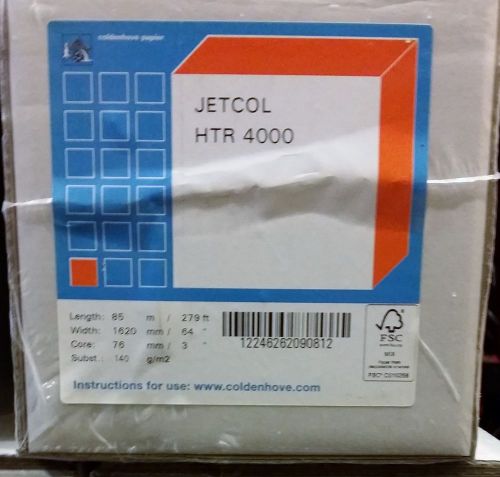 coldenhove papier
JETCOL
HTR 4000
Length: 85 m / 279 ft
Width: 1620 mm / 64 "
Core: 76 mm / 3 "
Subst.: 140 g/m2
12246262090812
FSC
MIX
Instructions for use: www.coldenhove.com